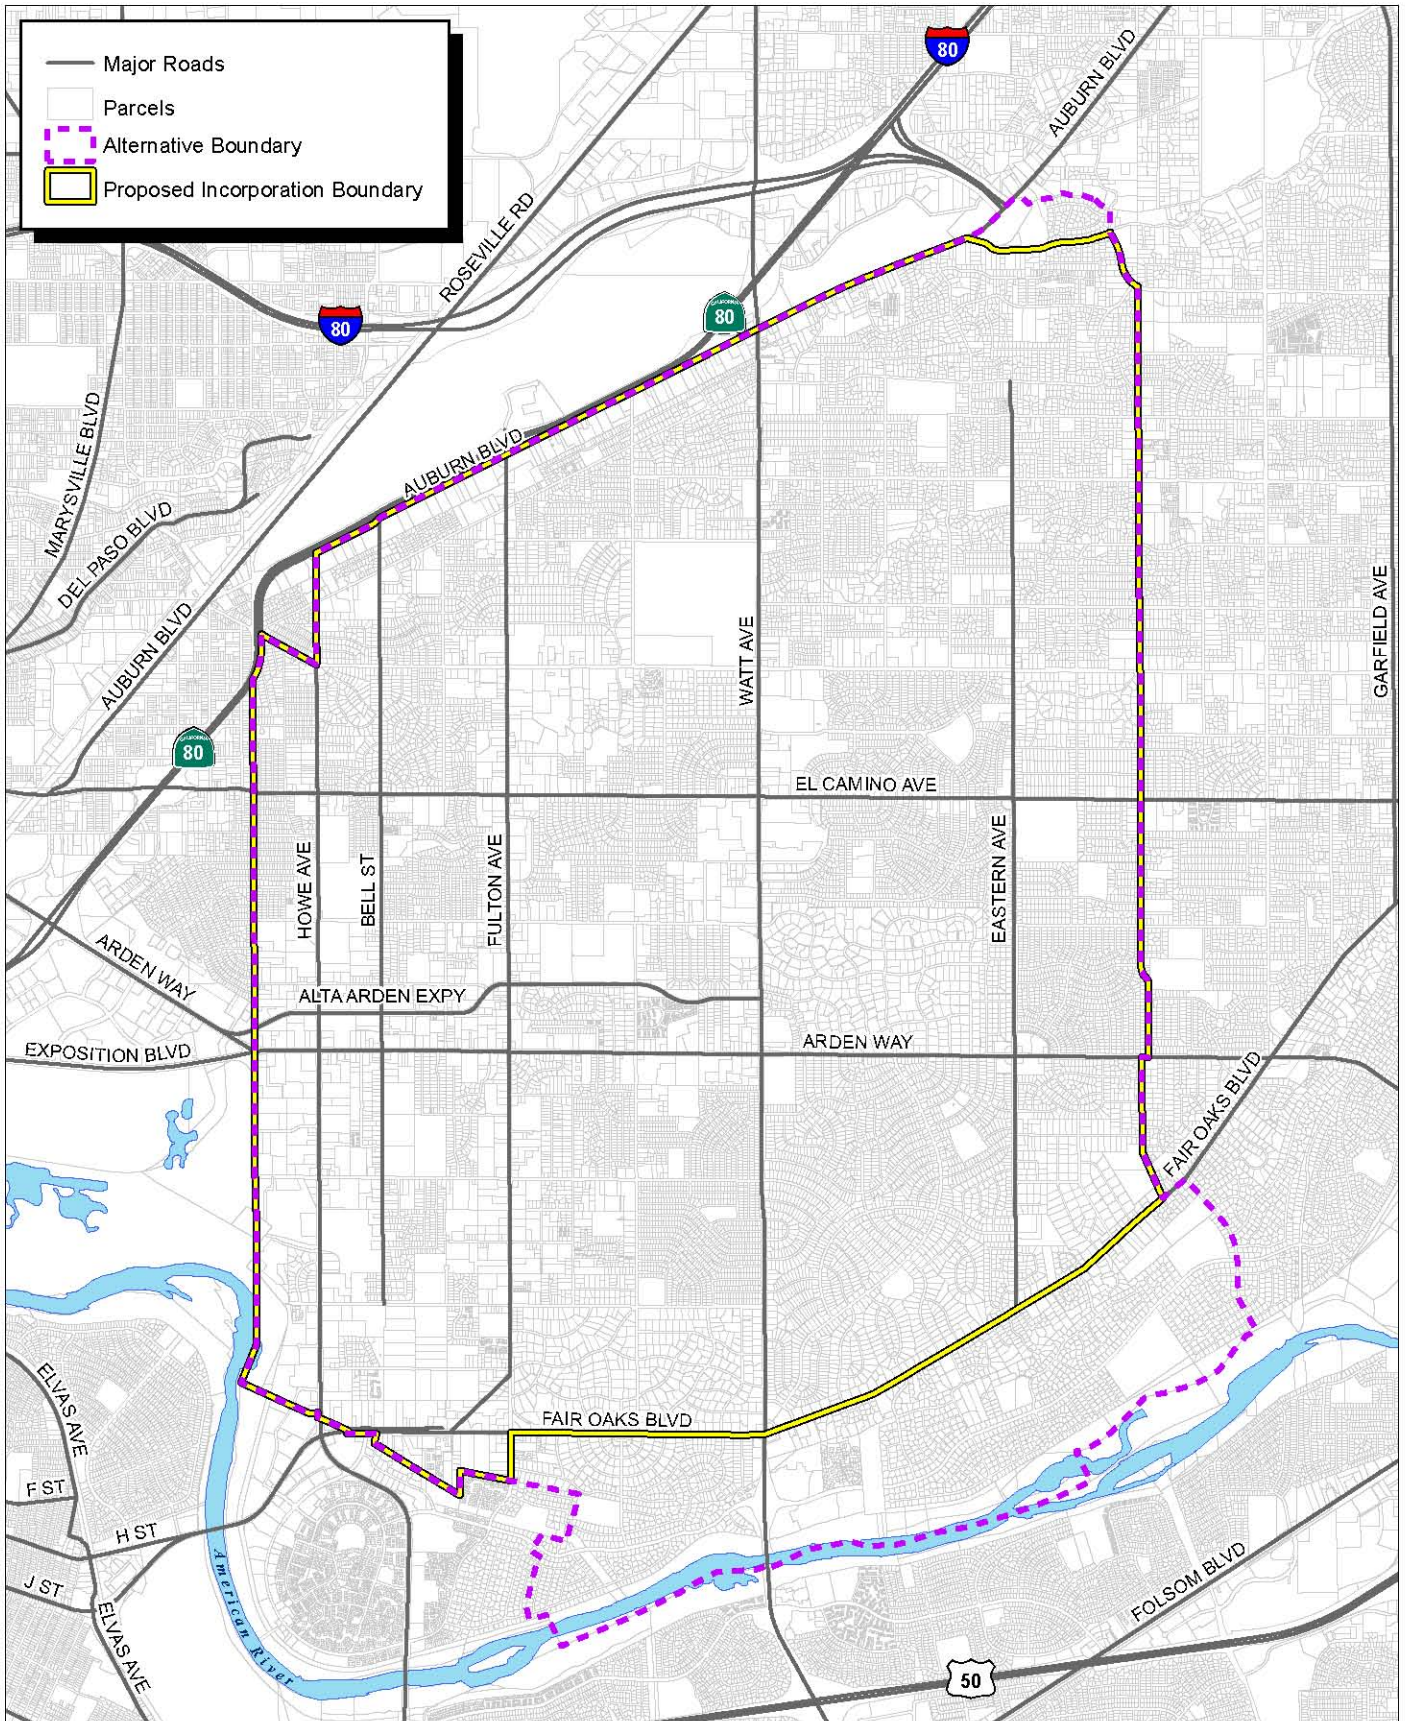 Major Roads
Parcels
Alternative Boundary
Proposed Incorporation Boundary
80
AUBURN BLVD
ROSEVILLE RD
CALIFORNIA
80
80
AUBURN BLVD
MARYSVILLE BLVD
DEL PASO BLVD
AUBURN BLVD
GARFIELD AVE
WATT AVE
CALIFORNIA
80
EL CAMINO AVE
HOWE AVE
BELL ST
FULTON AVE
EASTERN AVE
ARDEN WAY
ALTA ARDEN EXPY
EXPOSITION BLVD
ARDEN WAY
FAIR OAKS BLVD
ELVAS AVE
FAIR OAKS BLVD
F ST
H ST
J ST
American River
ELVAS AVE
FOLSOM BLVD
50